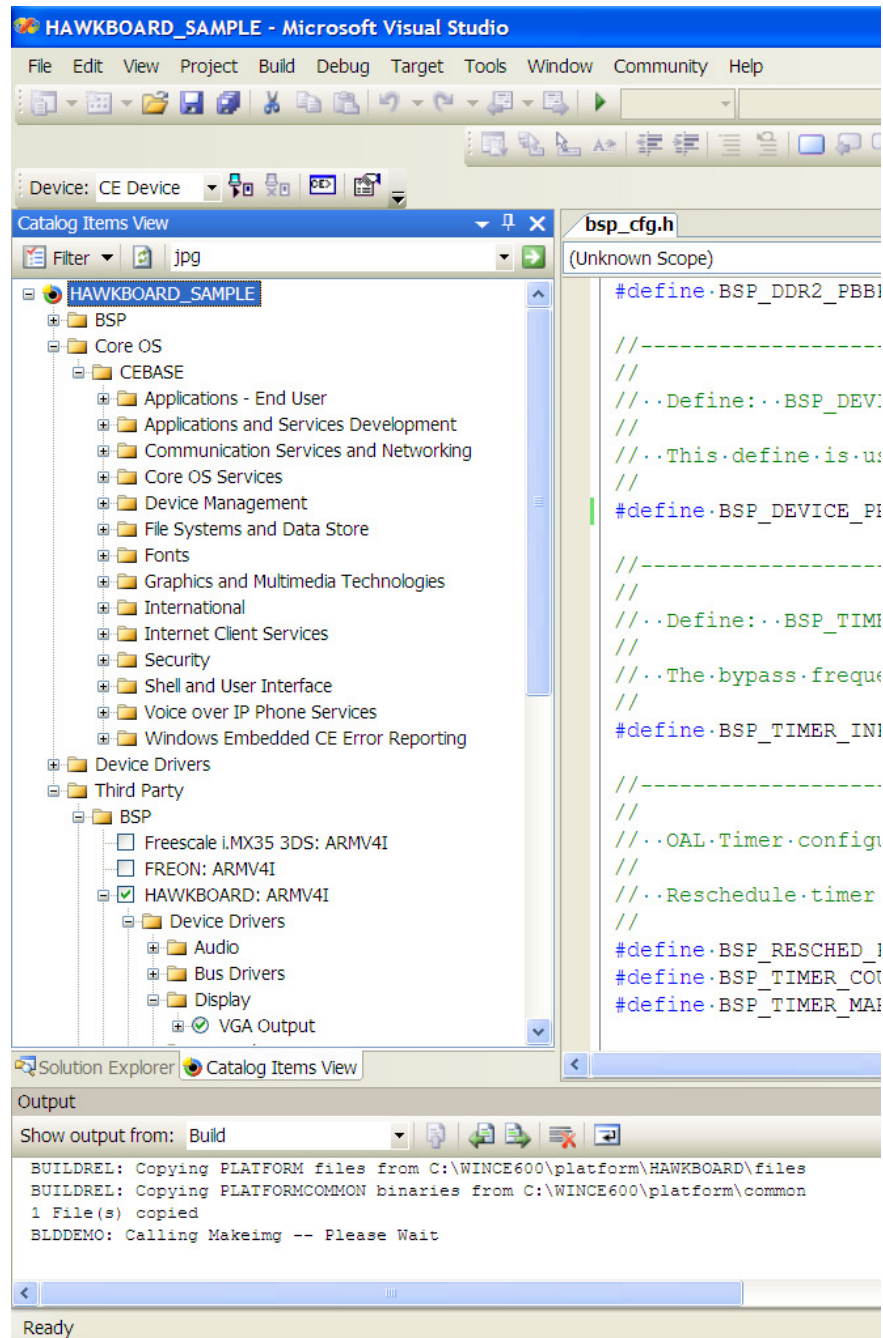 HAWKBOARD_SAMPLE - Microsoft Visual Studio
File Edit View Project Build Debug Target Tools Window Community Help
Device: CE Device
Catalog Items View
Filter jpg
HAWKBOARD_SAMPLE
BSP
Core OS
CEBASE
Applications - End User
Applications and Services Development
Communication Services and Networking
Core OS Services
Device Management
File Systems and Data Store
Fonts
Graphics and Multimedia Technologies
International
Internet Client Services
Security
Shell and User Interface
Voice over IP Phone Services
Windows Embedded CE Error Reporting
Device Drivers
Third Party
BSP
Freescale i.MX35 3DS: ARMV4I
FREON: ARMV4I
HAWKBOARD: ARMV4I
Device Drivers
Audio
Bus Drivers
Display
VGA Output
Solution Explorer Catalog Items View
bsp_cfg.h
(Unknown Scope)
#define·BSP_DDR2_PBB
//------------------
//
//··Define:··BSP_DEV
//
//··This·define·is·us
//
#define·BSP_DEVICE_P
//------------------
//
//··Define:··BSP_TIM
//
//··The·bypass·freque
//
#define·BSP_TIMER_IN
//------------------
//
//··OAL·Timer·config
//
//··Reschedule·timer
//
#define·BSP_RESCHED_
#define·BSP_TIMER_CO
#define·BSP_TIMER_MA
Output
Show output from: Build
BUILDREL: Copying PLATFORM files from C:\WINCE600\platform\HAWKBOARD\files
BUILDREL: Copying PLATFORMCOMMON binaries from C:\WINCE600\platform\common
1 File(s) copied
BLDDEMO: Calling Makeimg -- Please Wait
Ready